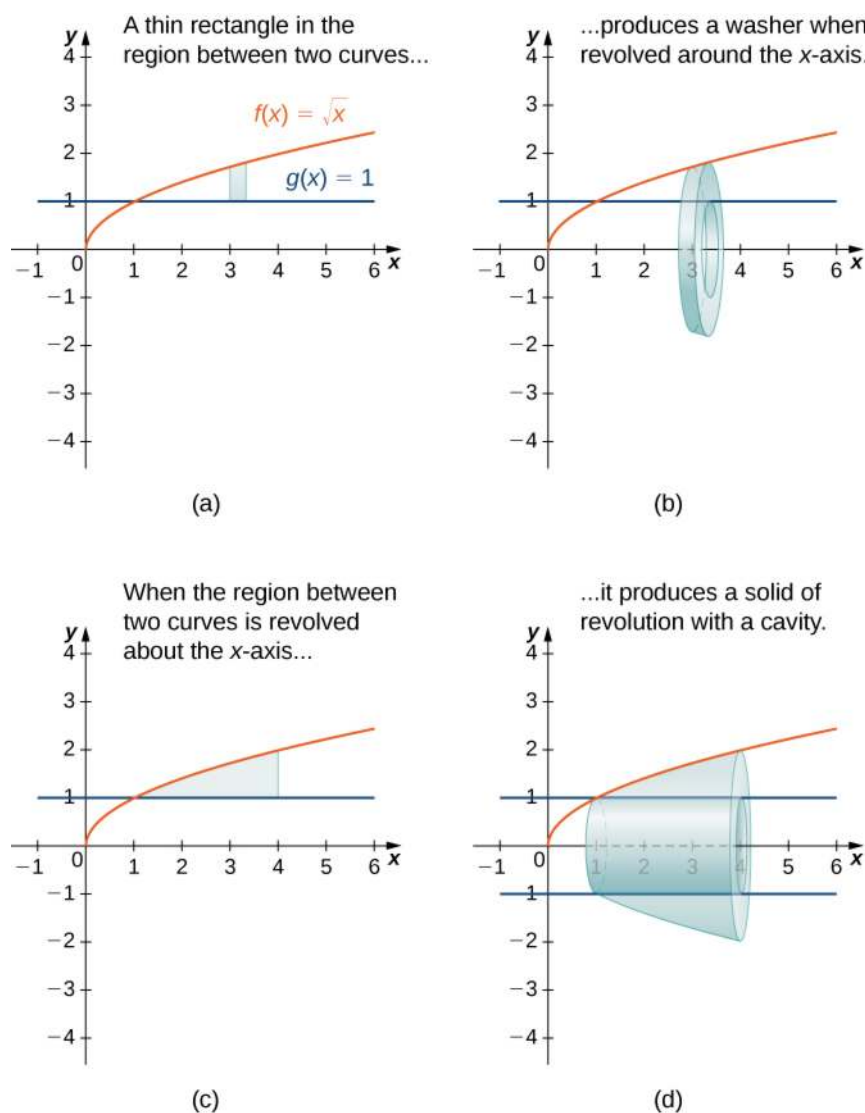 A thin rectangle in the
region between two curves...
y
4
3
2
1
0
−1
−2
−3
−4
−1 1 2 3 4 5 6 x
f(x) = √x
g(x) = 1
(a)
...produces a washer when
revolved around the x-axis.
y
4
3
2
1
0
−1
−2
−3
−4
−1 1 2 3 4 5 6 x
(b)
When the region between
two curves is revolved
about the x-axis...
y
4
3
2
1
0
−1
−2
−3
−4
−1 1 2 3 4 5 6 x
(c)
...it produces a solid of
revolution with a cavity.
y
4
3
2
1
0
−1
−2
−3
−4
−1 1 2 3 4 5 6 x
(d)